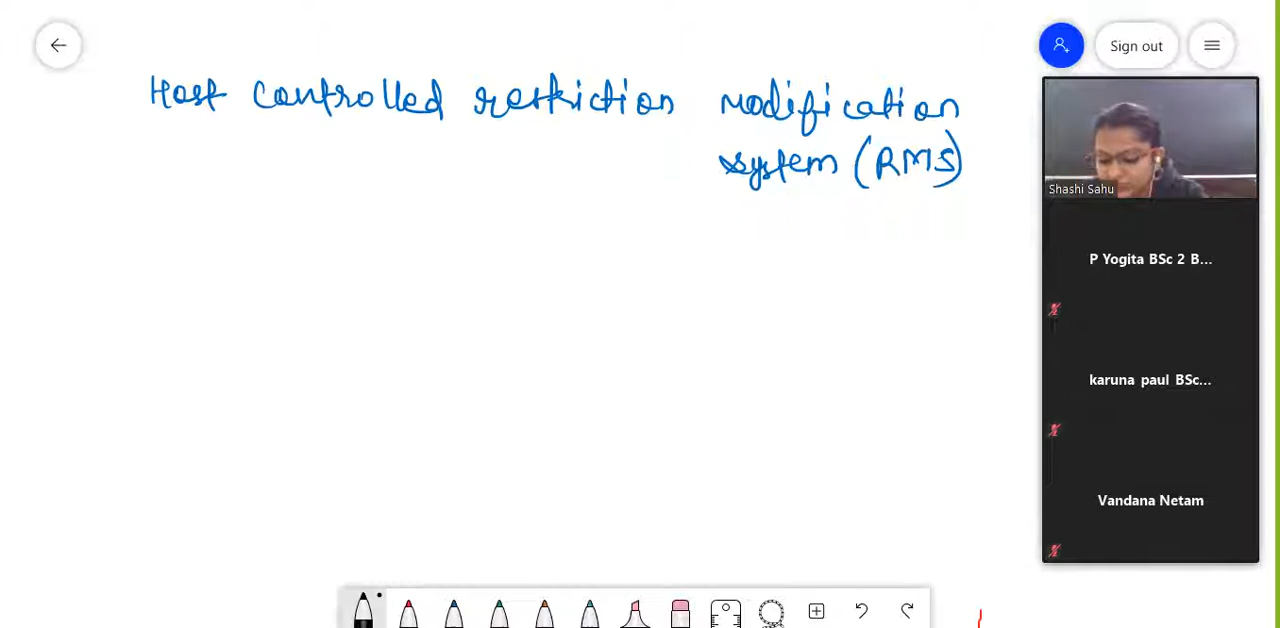 Sign out
Host controlled restriction modification
system (RMS)
Shashi Sahu
P Yogita BSc 2 B...
karuna paul BSc...
Vandana Netam